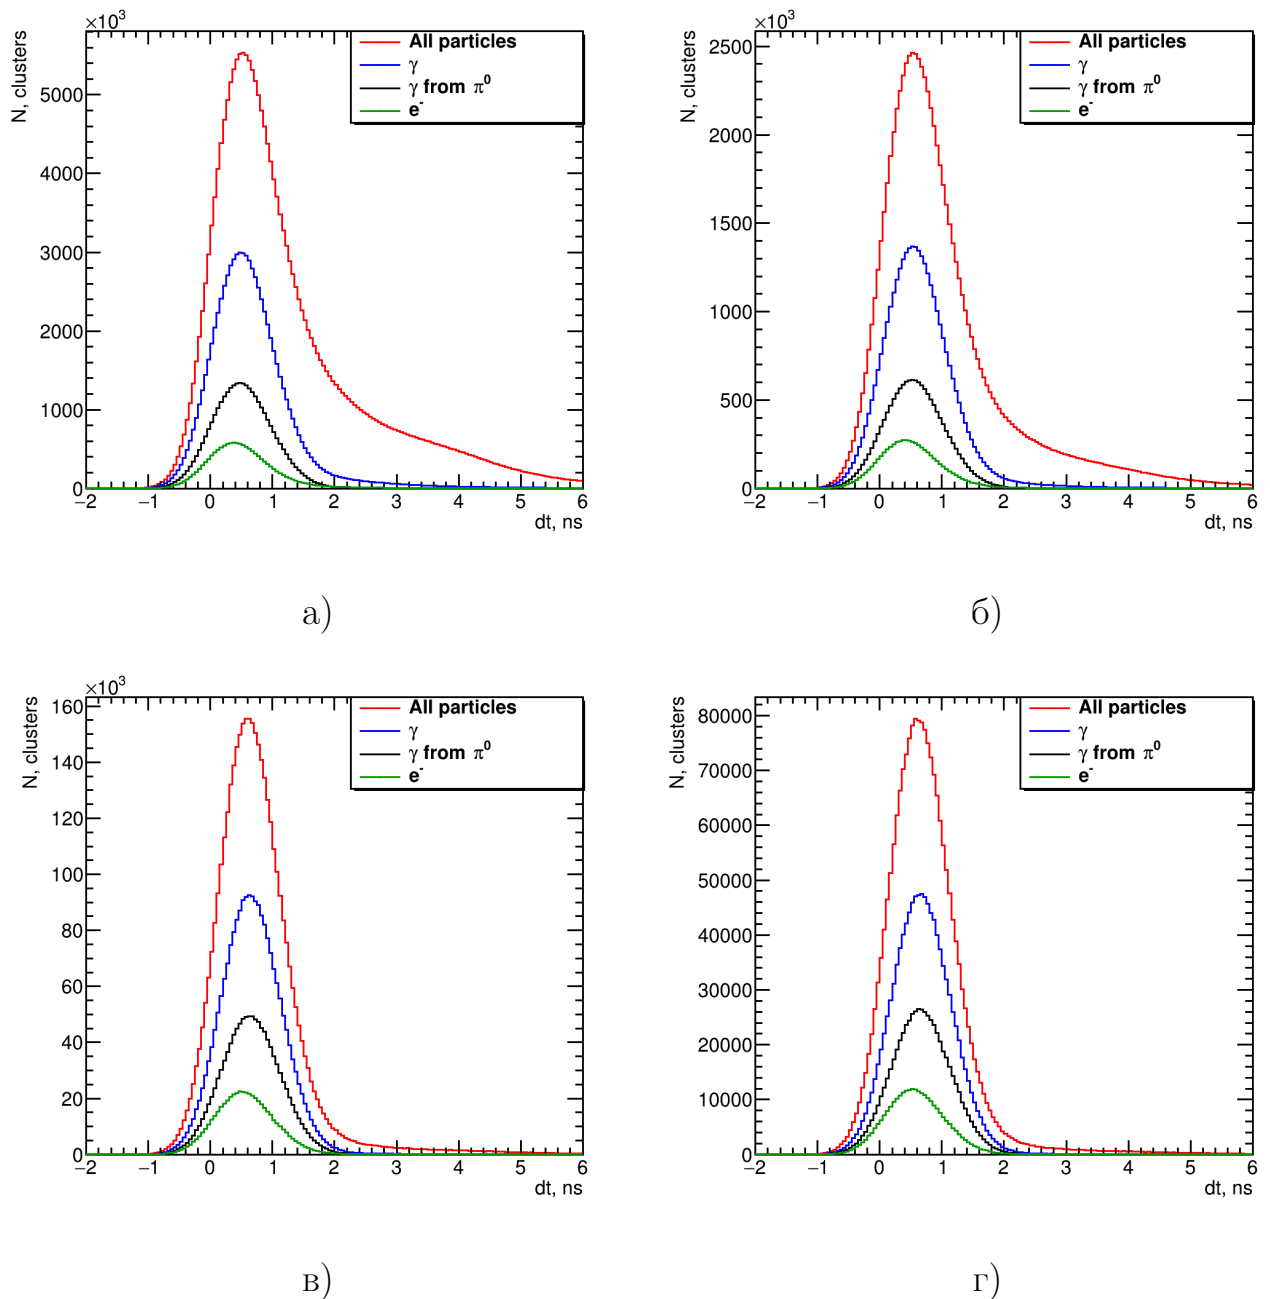 ×10³
N, clusters
All particles
γ
γ from π⁰
e⁻
5000
4000
3000
2000
1000
0
−2 −1 0 1 2 3 4 5 6
dt, ns
а)
×10³
N, clusters
All particles
γ
γ from π⁰
e⁻
2500
2000
1500
1000
500
0
−2 −1 0 1 2 3 4 5 6
dt, ns
б)
×10³
N, clusters
All particles
γ
γ from π⁰
e⁻
160
140
120
100
80
60
40
20
0
−2 −1 0 1 2 3 4 5 6
dt, ns
в)
N, clusters
All particles
γ
γ from π⁰
e⁻
80000
70000
60000
50000
40000
30000
20000
10000
0
−2 −1 0 1 2 3 4 5 6
dt, ns
г)